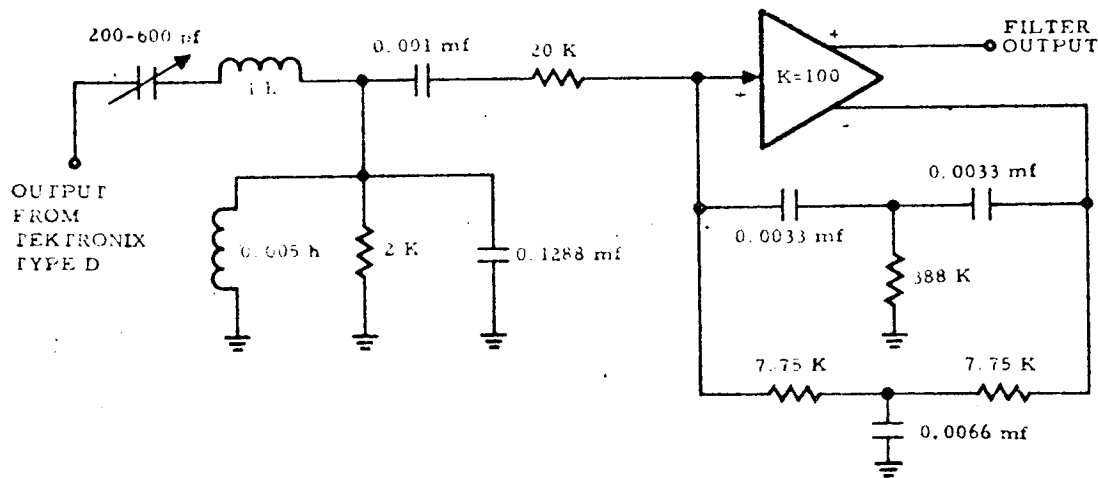 200-600 pf
0.001 mf
20 K
FILTER
OUTPUT
K=100
+
+
-
OUTPUT
FROM
TEKTRONIX
TYPE D
0.005 h
2 K
0.1288 mf
0.0033 mf
0.0033 mf
388 K
7.75 K
7.75 K
0.0066 mf